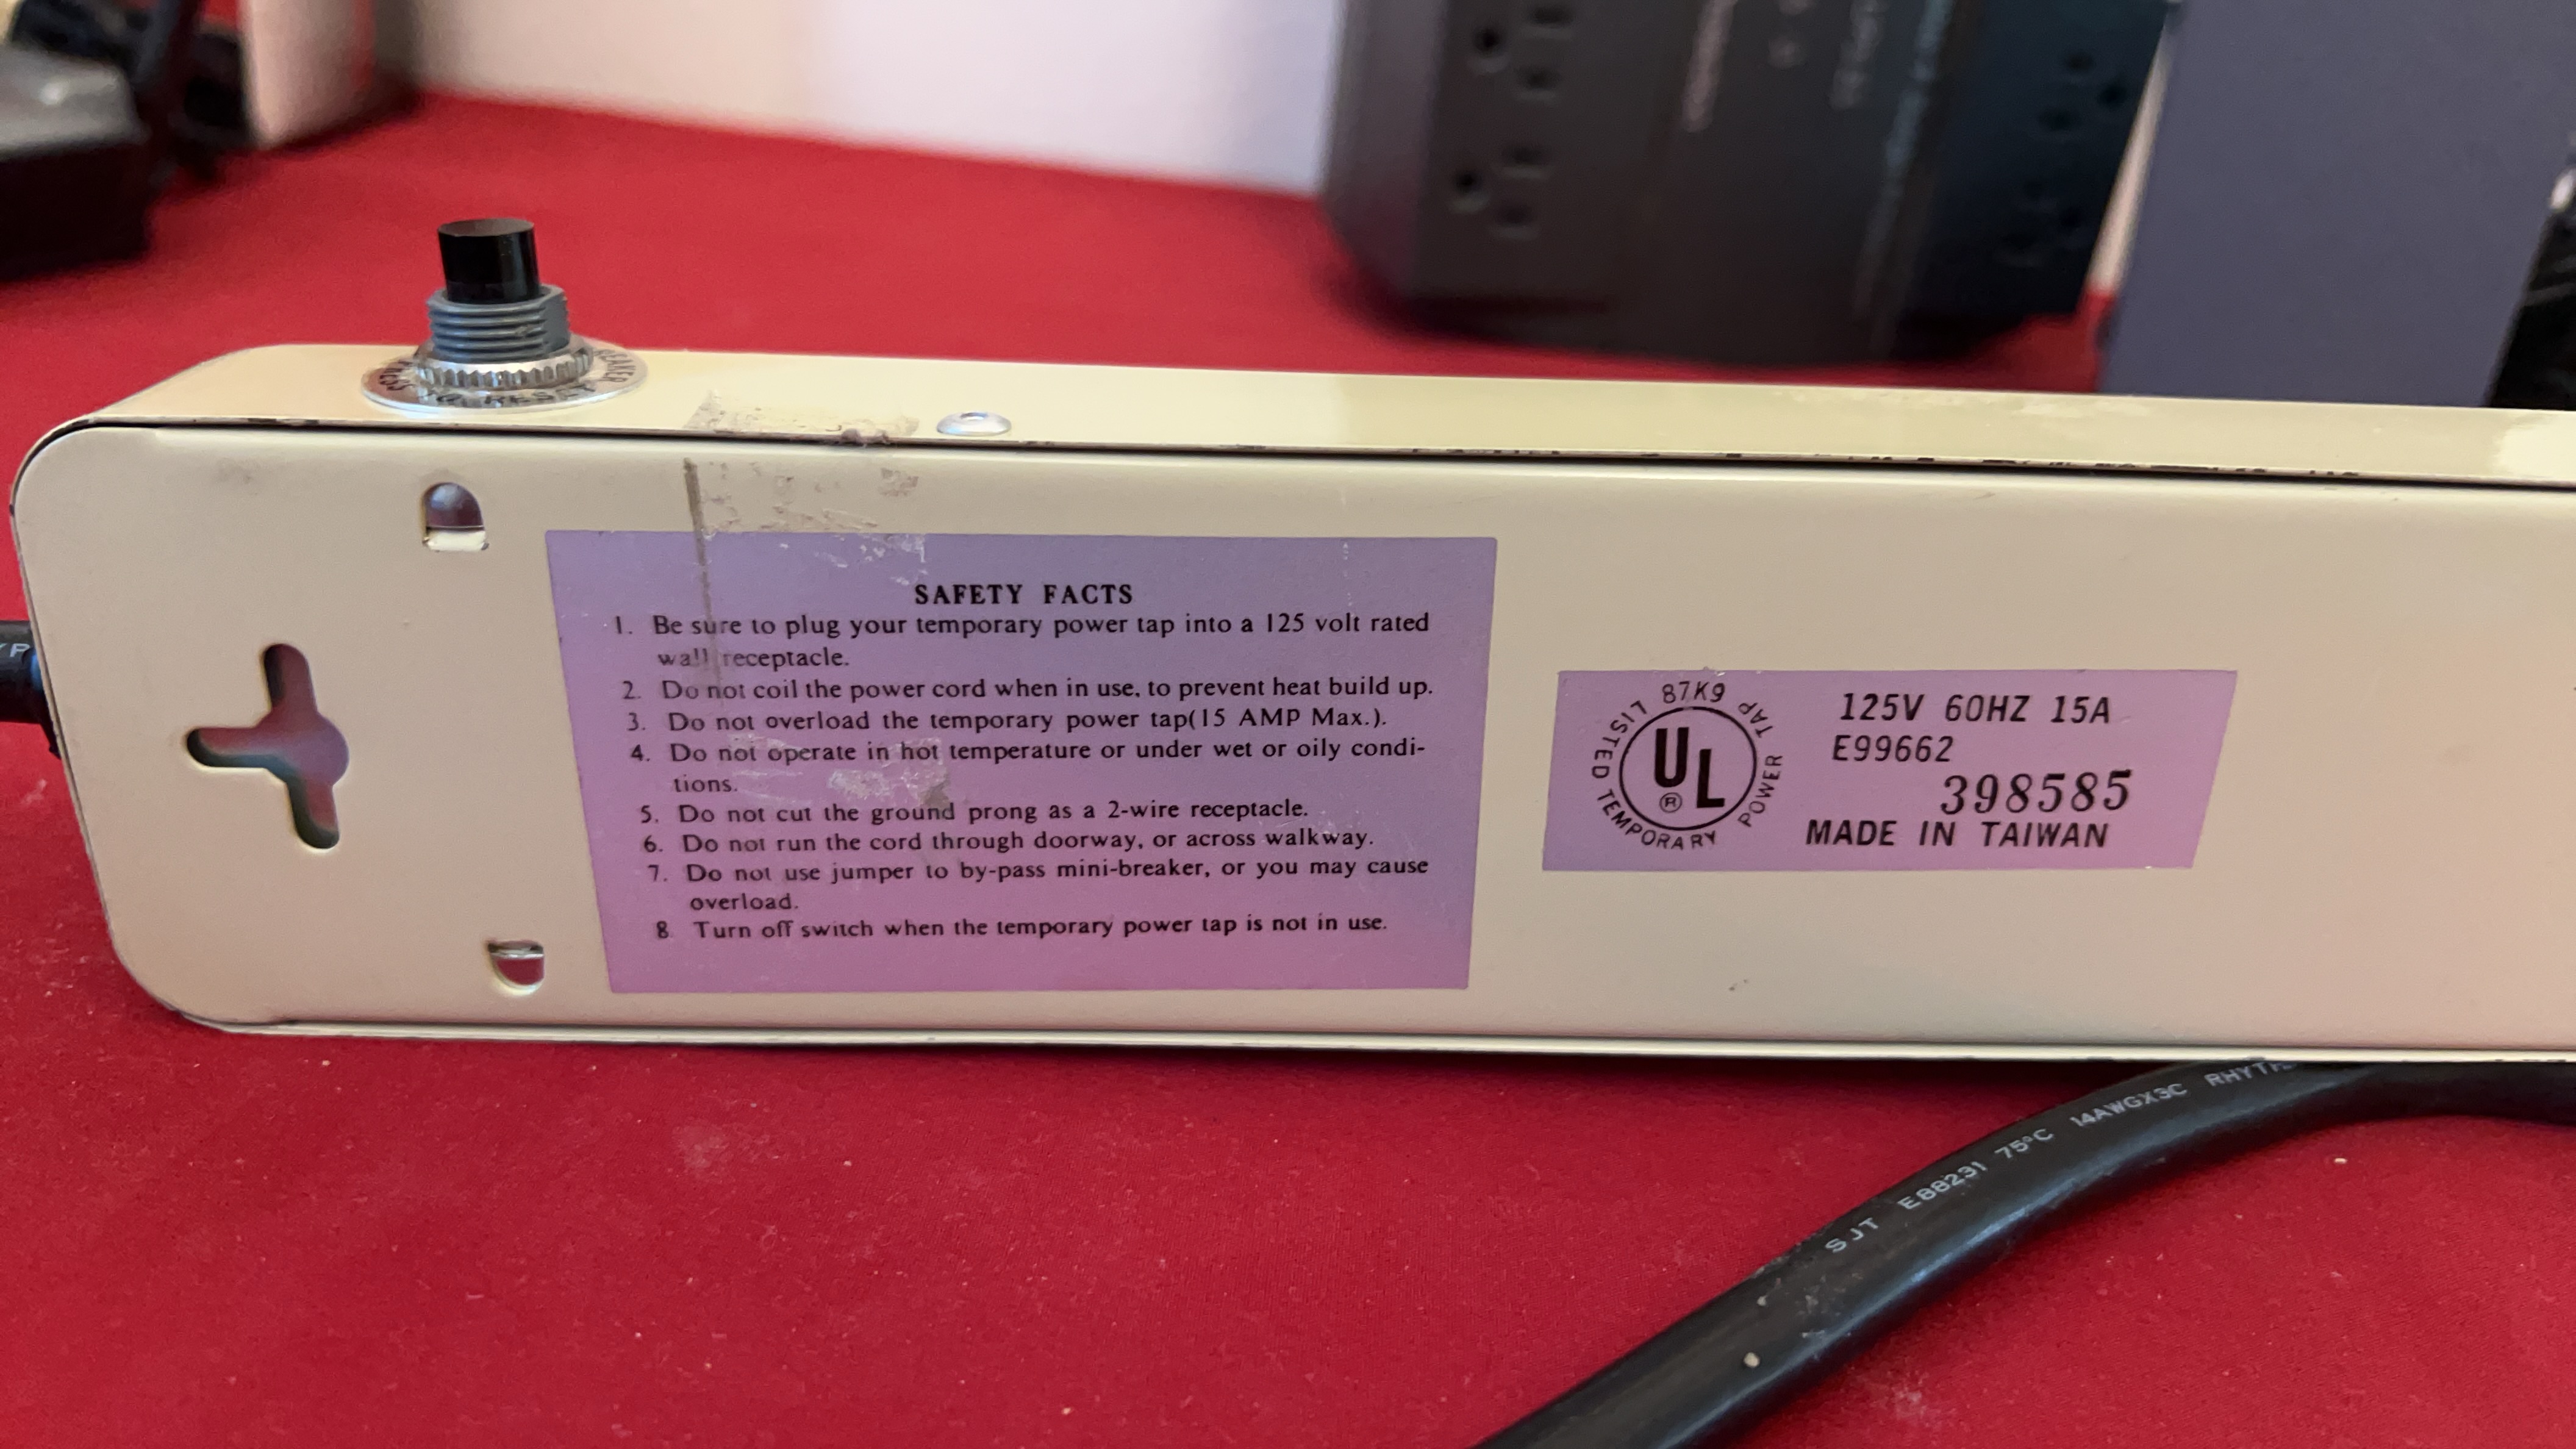 PRESS TO RESET BREAKER
SAFETY FACTS
1. Be sure to plug your temporary power tap into a 125 volt rated
wall receptacle.
2. Do not coil the power cord when in use, to prevent heat build up.
3. Do not overload the temporary power tap(15 AMP Max.).
4. Do not operate in hot temperature or under wet or oily condi-
tions.
5. Do not cut the ground prong as a 2-wire receptacle.
6. Do not run the cord through doorway, or across walkway.
7. Do not use jumper to by-pass mini-breaker, or you may cause
overload.
8 Turn off switch when the temporary power tap is not in use.
87K9
LISTED TEMPORARY POWER TAP
UL
®
125V 60HZ 15A
E99662
398585
MADE IN TAIWAN
SJT E88231 75°C 14AWGX3C